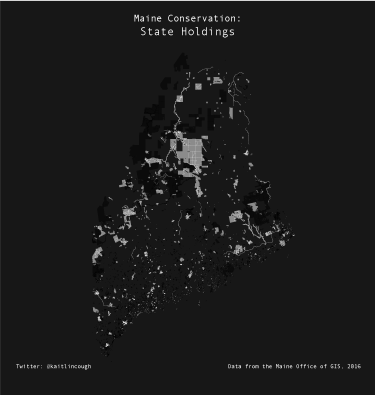 Maine Conservation:
State Holdings
Twitter: @kaitlincough
Data from the Maine Office of GIS, 2016